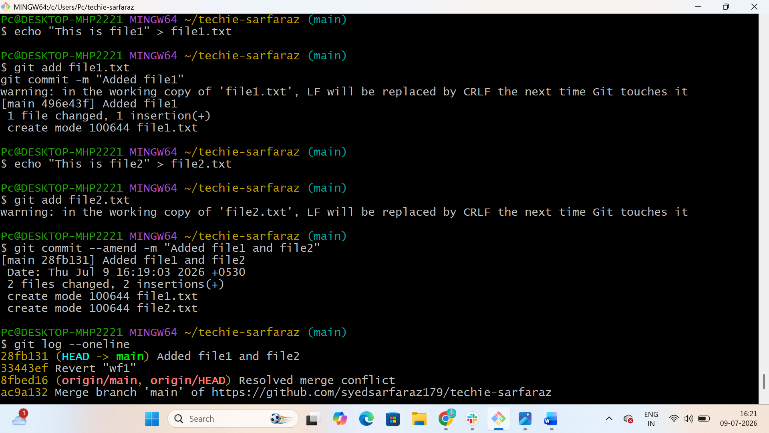 MINGW64:/c/Users/Pc/techie-sarfaraz
Pc@DESKTOP-MHP2221 MINGW64 ~/techie-sarfaraz (main)
$ echo "This is file1" > file1.txt
Pc@DESKTOP-MHP2221 MINGW64 ~/techie-sarfaraz (main)
$ git add file1.txt
git commit -m "Added file1"
warning: in the working copy of 'file1.txt', LF will be replaced by CRLF the next time Git touches it
[main 496e43f] Added file1
 1 file changed, 1 insertion(+)
 create mode 100644 file1.txt
Pc@DESKTOP-MHP2221 MINGW64 ~/techie-sarfaraz (main)
$ echo "This is file2" > file2.txt
Pc@DESKTOP-MHP2221 MINGW64 ~/techie-sarfaraz (main)
$ git add file2.txt
warning: in the working copy of 'file2.txt', LF will be replaced by CRLF the next time Git touches it
Pc@DESKTOP-MHP2221 MINGW64 ~/techie-sarfaraz (main)
$ git commit --amend -m "Added file1 and file2"
[main 28fb131] Added file1 and file2
 Date: Thu Jul 9 16:19:03 2026 +0530
 2 files changed, 2 insertions(+)
 create mode 100644 file1.txt
 create mode 100644 file2.txt
Pc@DESKTOP-MHP2221 MINGW64 ~/techie-sarfaraz (main)
$ git log --oneline
28fb131 (HEAD -> main) Added file1 and file2
33443ef Revert "wf1"
8fbed16 (origin/main, origin/HEAD) Resolved merge conflict
ac9a132 Merge branch 'main' of https://github.com/syedsarfaraz179/techie-sarfaraz
1
Search
ENG
IN
16:21
09-07-2026